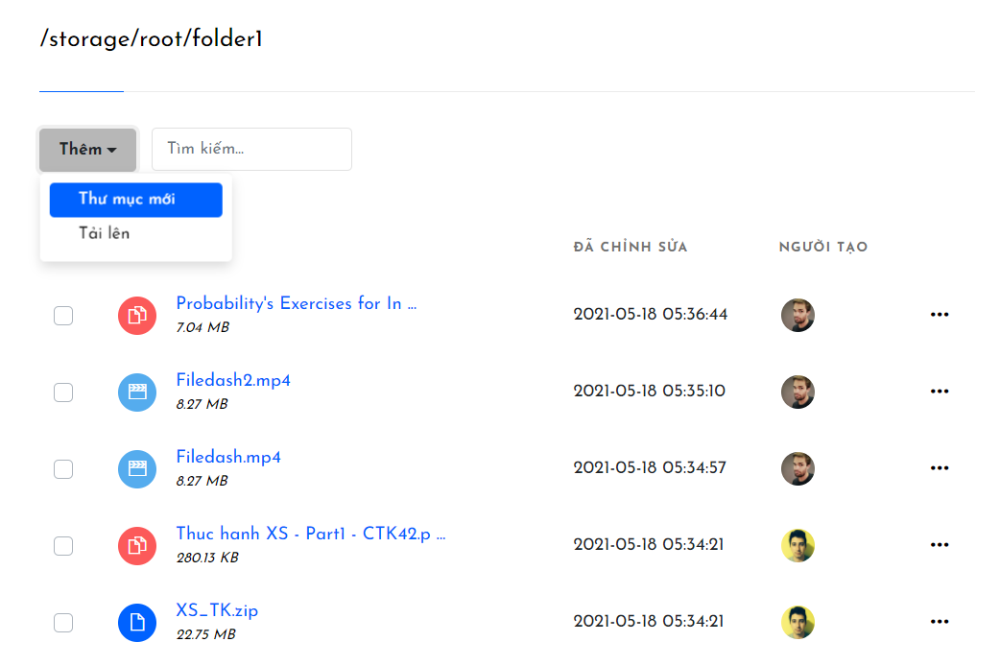 /storage/root/folder1
Thêm
Tìm kiếm...
Thư mục mới
Tải lên
ĐÃ CHỈNH SỬA NGƯỜI TẠO
Probability's Exercises for In ...
7.04 MB
2021-05-18 05:36:44
Filedash2.mp4
8.27 MB
2021-05-18 05:35:10
Filedash.mp4
8.27 MB
2021-05-18 05:34:57
Thuc hanh XS - Part1 - CTK42.p ...
280.13 KB
2021-05-18 05:34:21
XS_TK.zip
22.75 MB
2021-05-18 05:34:21